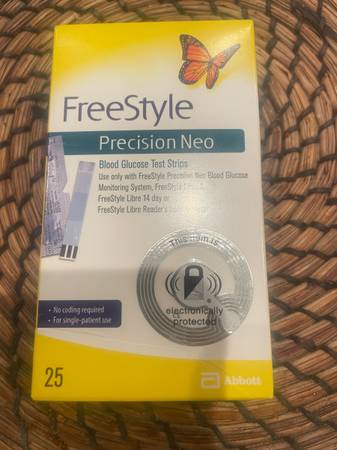 FreeStyle
Precision Neo
Blood Glucose Test Strips
Use only with FreeStyle Precision Neo Blood Glucose
Monitoring System, FreeStyle
FreeStyle Libre 14 day or
FreeStyle Libre Reader's
This item is
electronically
protected
• No coding required
• For single-patient use
25
Abbott